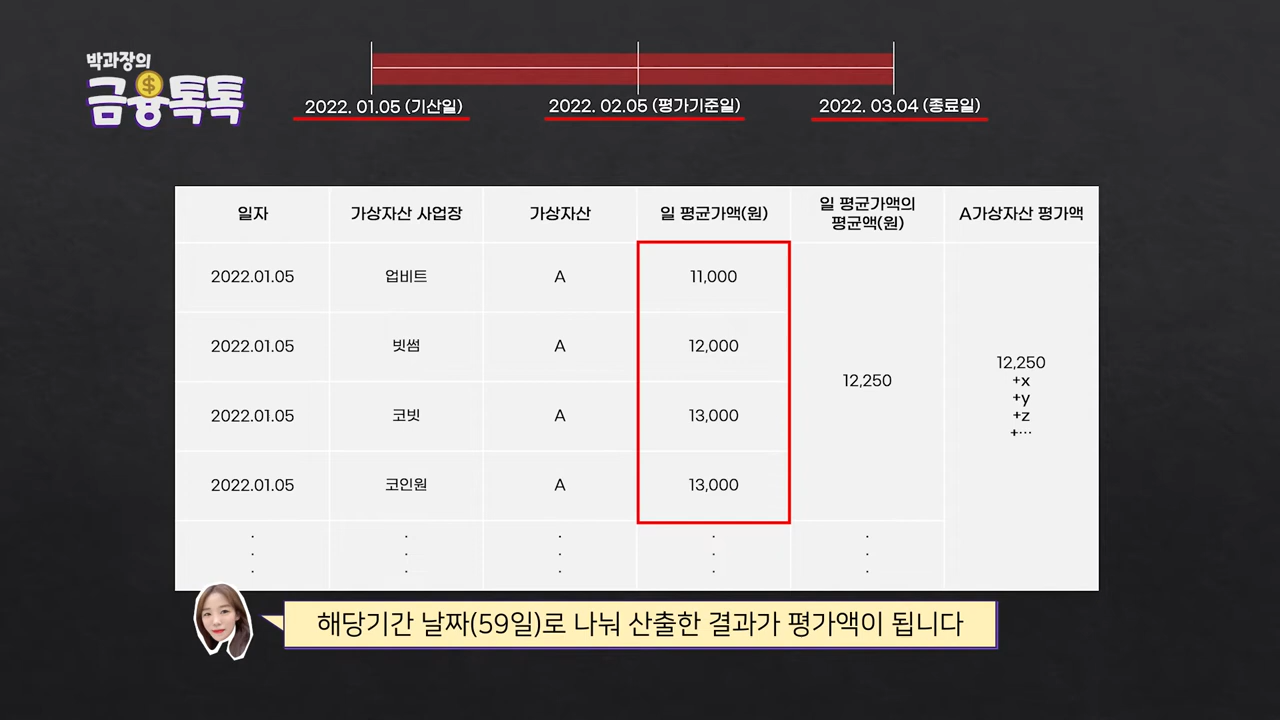 박과장의
금융톡톡
2022. 01.05 (기산일)
2022. 02.05 (평가기준일)
2022. 03.04 (종료일)
일자
가상자산 사업장
가상자산
일 평균가액(원)
일 평균가액의
평균액(원)
A가상자산 평가액
2022.01.05
업비트
A
11,000
2022.01.05
빗썸
A
12,000
2022.01.05
코빗
A
13,000
2022.01.05
코인원
A
13,000
12,250
12,250
+x
+y
+z
+…
해당기간 날짜(59일)로 나눠 산출한 결과가 평가액이 됩니다